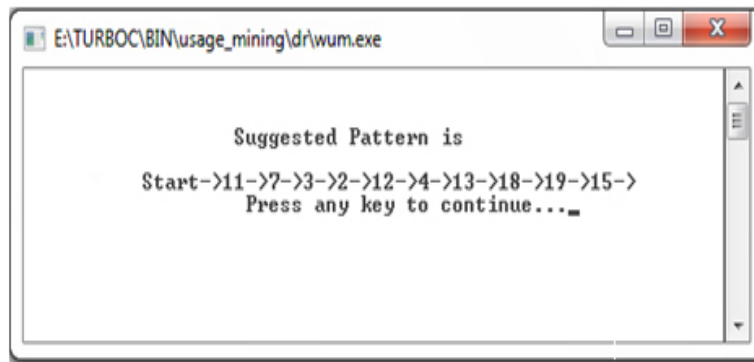 E:\TURBOC\BIN\usage_mining\dr\wum.exe
Suggested Pattern is
Start->11->7->3->2->12->4->13->18->19->15->
Press any key to continue..._